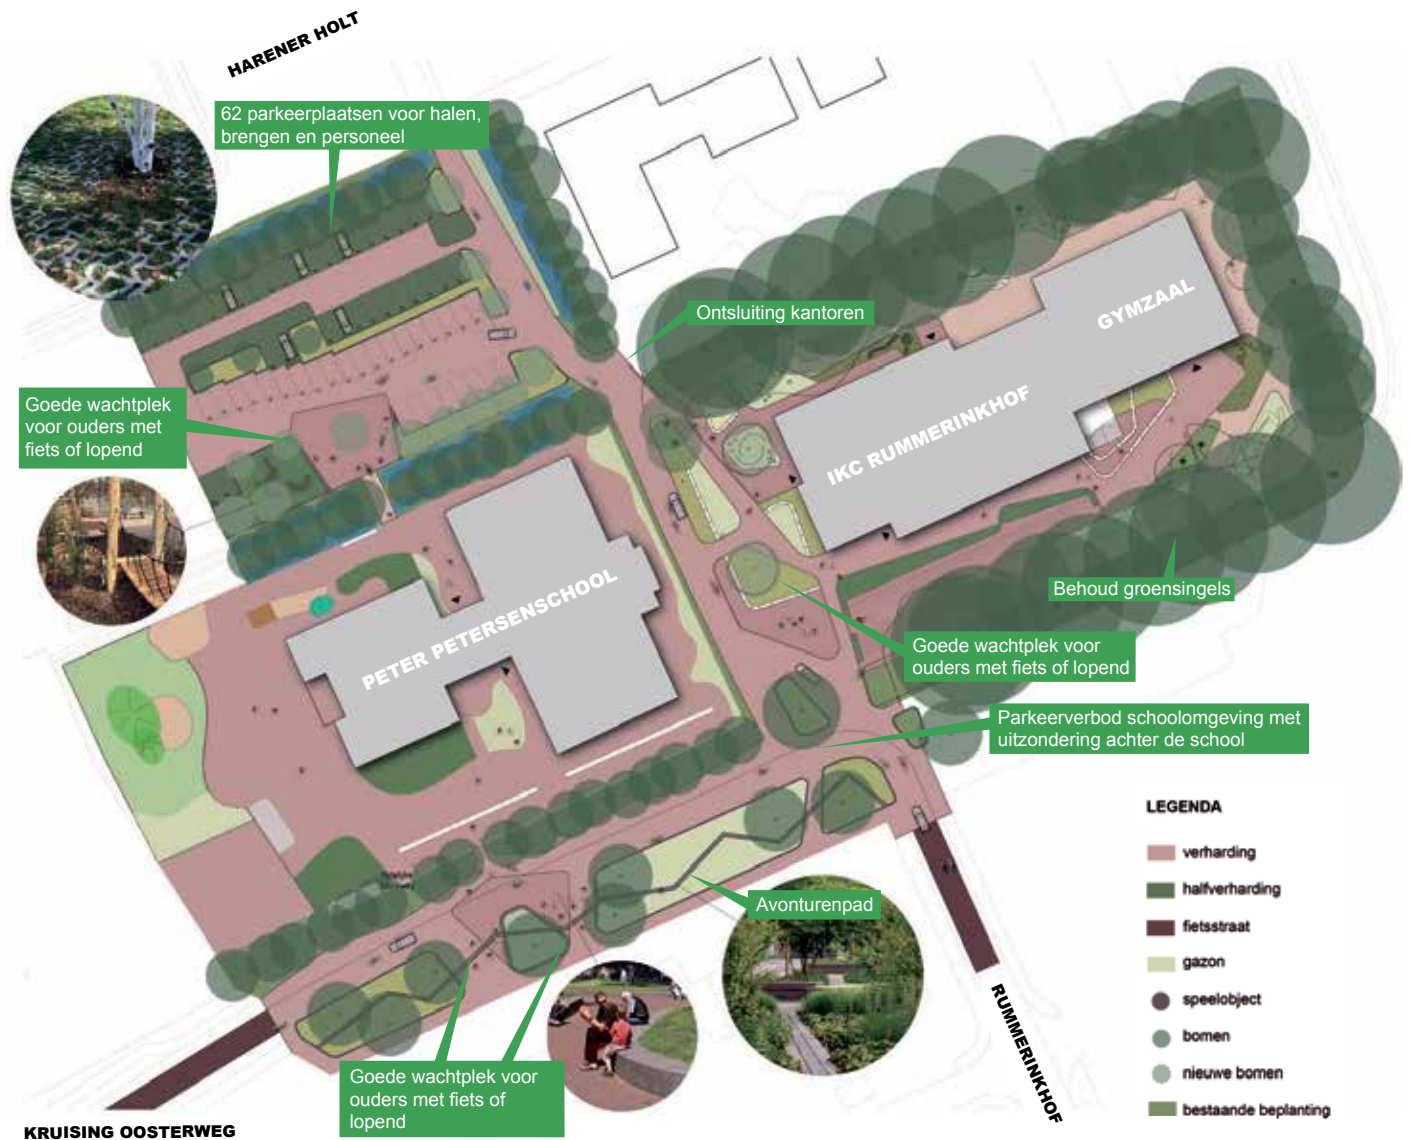 HARENER HOLT
62 parkeerplaatsen voor halen,
brengen en personeel
Ontsluiting kantoren
GYMZAAL
IKC RUMMERINKHOF
Goede wachtplek
voor ouders met
fiets of lopend
PETER PETERSENSCHOOL
Behoud groensingels
Goede wachtplek voor
ouders met fiets of lopend
Parkeerverbod schoolomgeving met
uitzondering achter de school
Avonturenpad
Goede wachtplek voor
ouders met fiets of
lopend
RUMMERINKHOF
KRUISING OOSTERWEG
LEGENDA
verharding
halfverharding
fietsstraat
gazon
speelobject
bomen
nieuwe bomen
bestaande beplanting